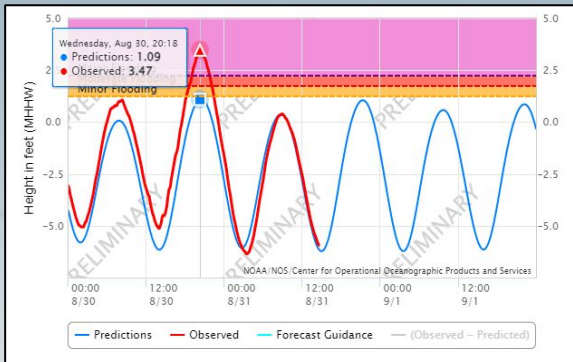 5.0
5.0
Wednesday, Aug 30, 20:18
Predictions: 1.09
Observed: 3.47
2.5
Minor Flooding
0.0
0.0
-2.5
-2.5
-5.0
-5.0
Height in feet (MHHW)
PRELIMINARY
PRELIMINARY
PRELIMINARY
PRELIMINARY
PRELIMINARY
PRELIMINARY
NOAA/NOS/Center for Operational Oceanographic Products and Services
00:00 12:00 00:00 12:00 00:00 12:00
8/30 8/30 8/31 8/31 9/1 9/1
Predictions Observed Forecast Guidance (Observed - Predicted)